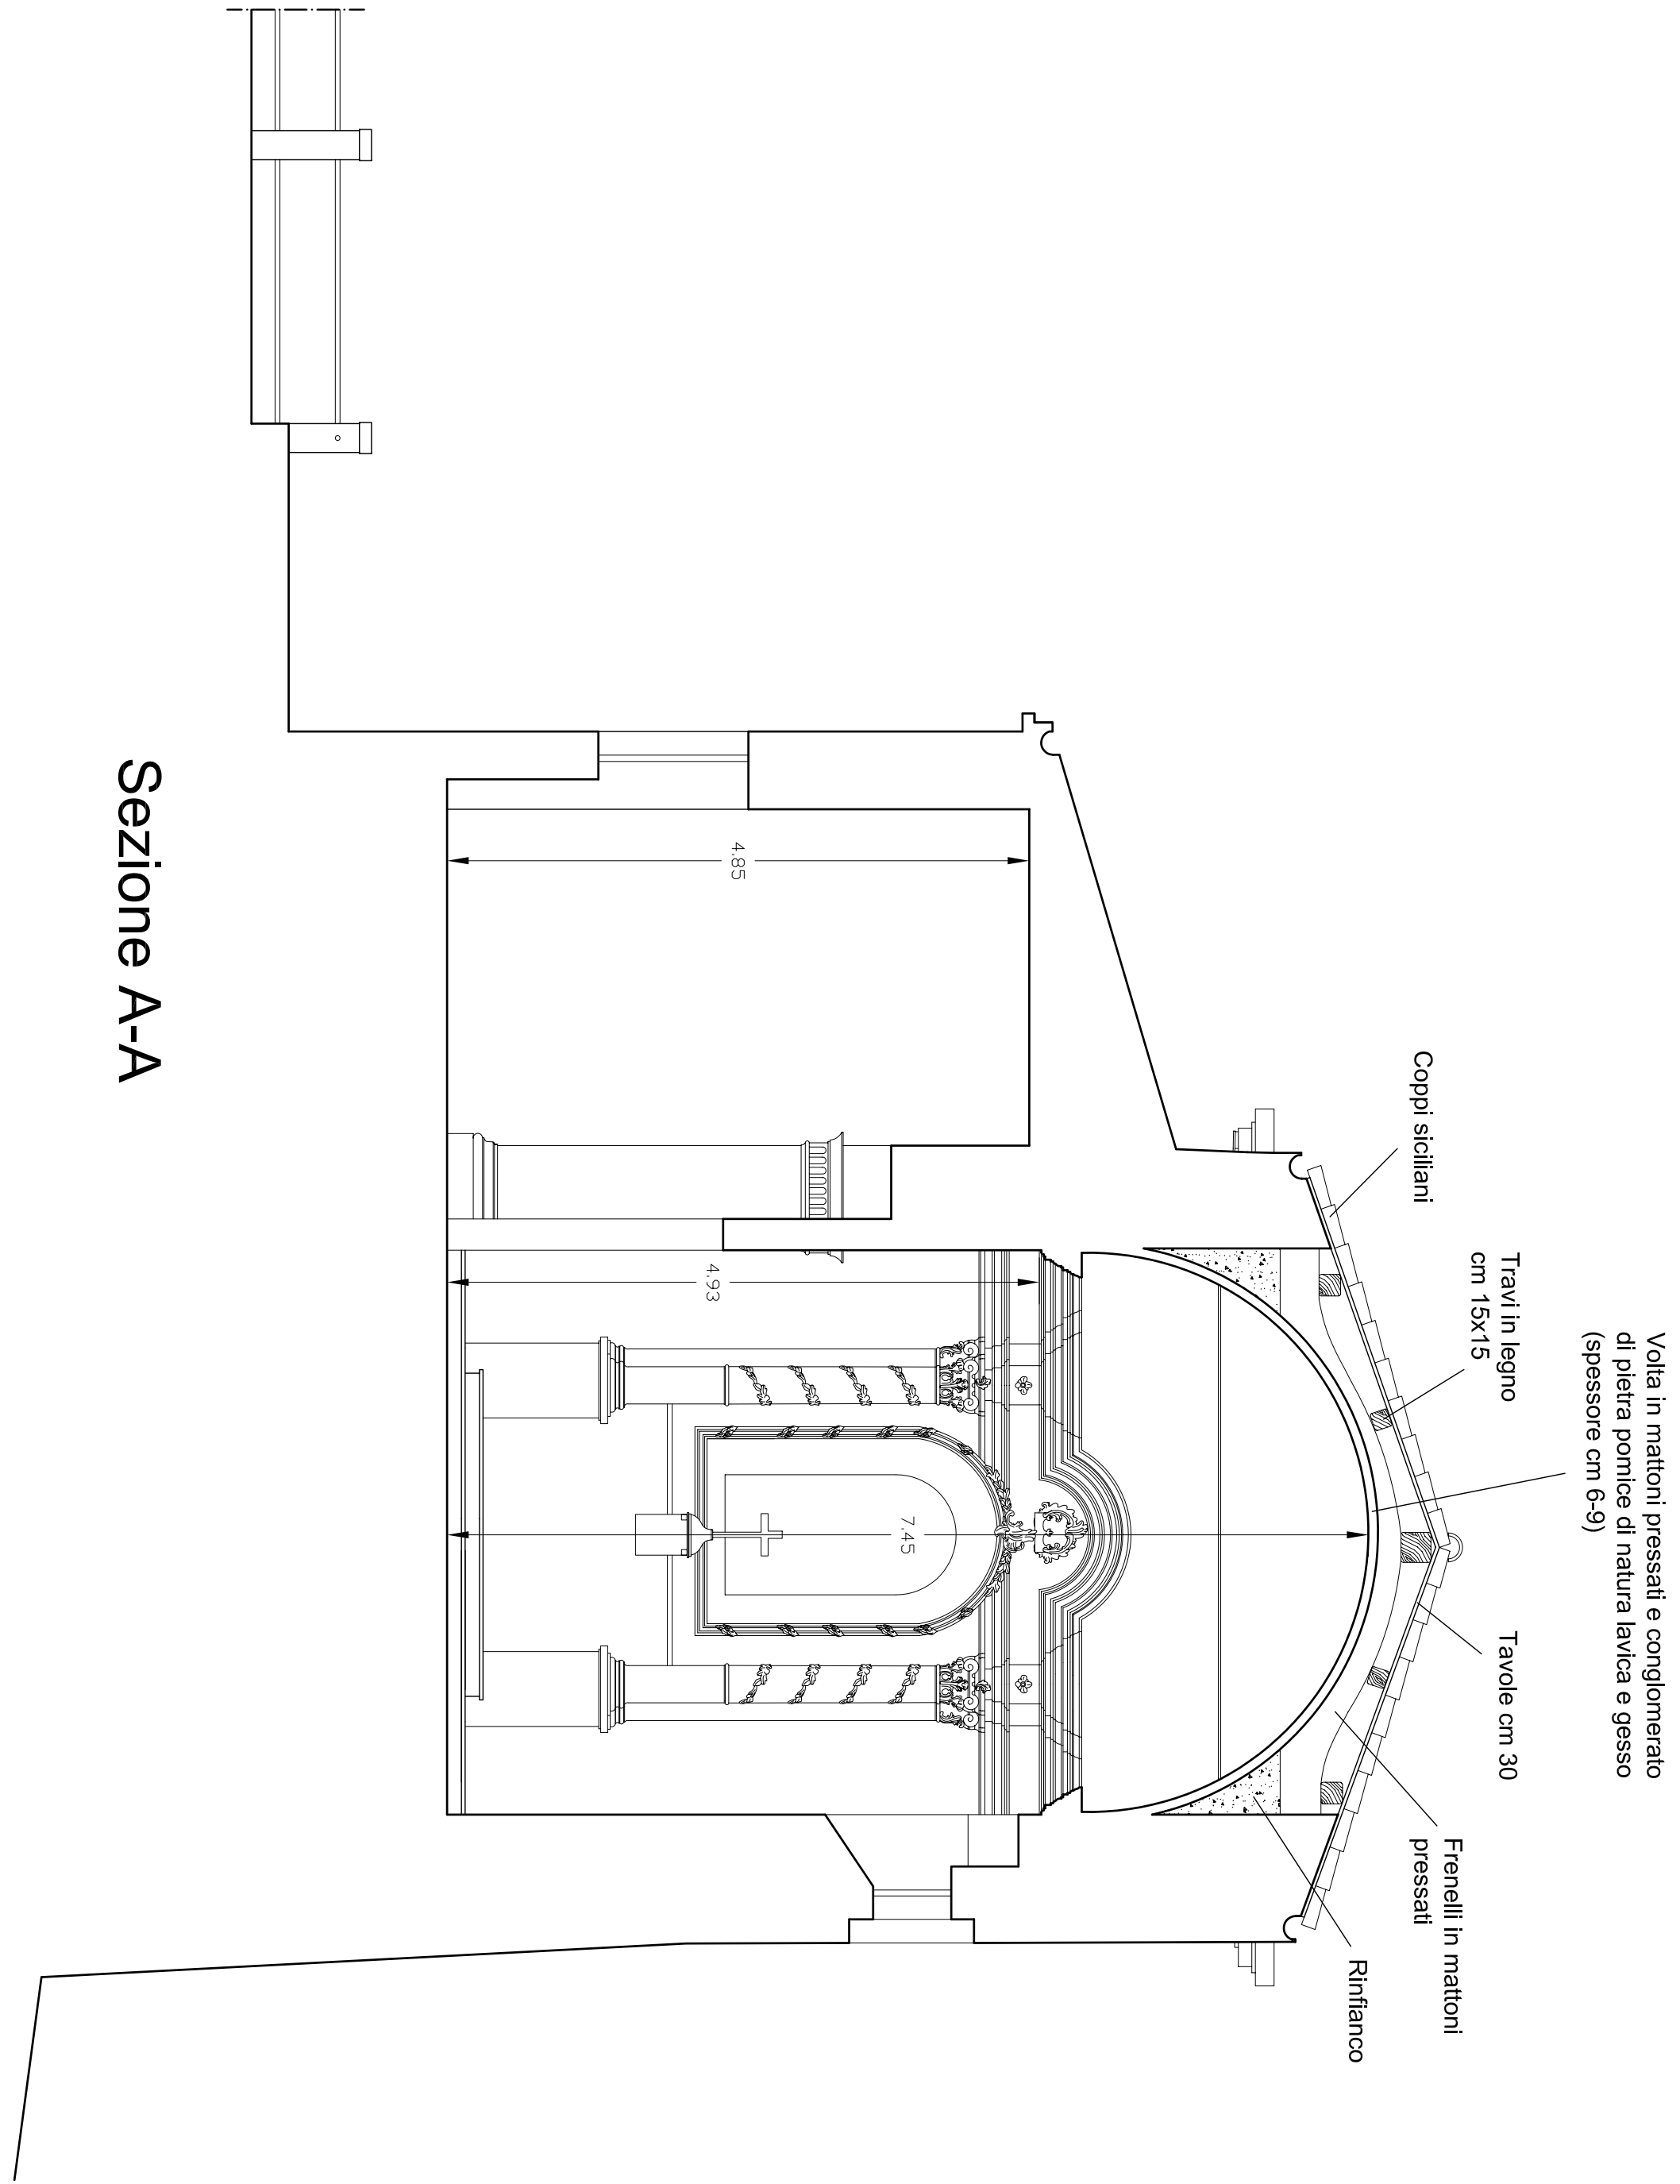 Volta in mattoni pressati e conglomerato
di pietra pomice di natura lavica e gesso
(spessore cm 6-9)
Travi in legno
cm 15x15
Tavole cm 30
Coppi siciliani
Frenelli in mattoni
pressati
Rinfianco
4.85
4.93
7.45
Sezione A-A